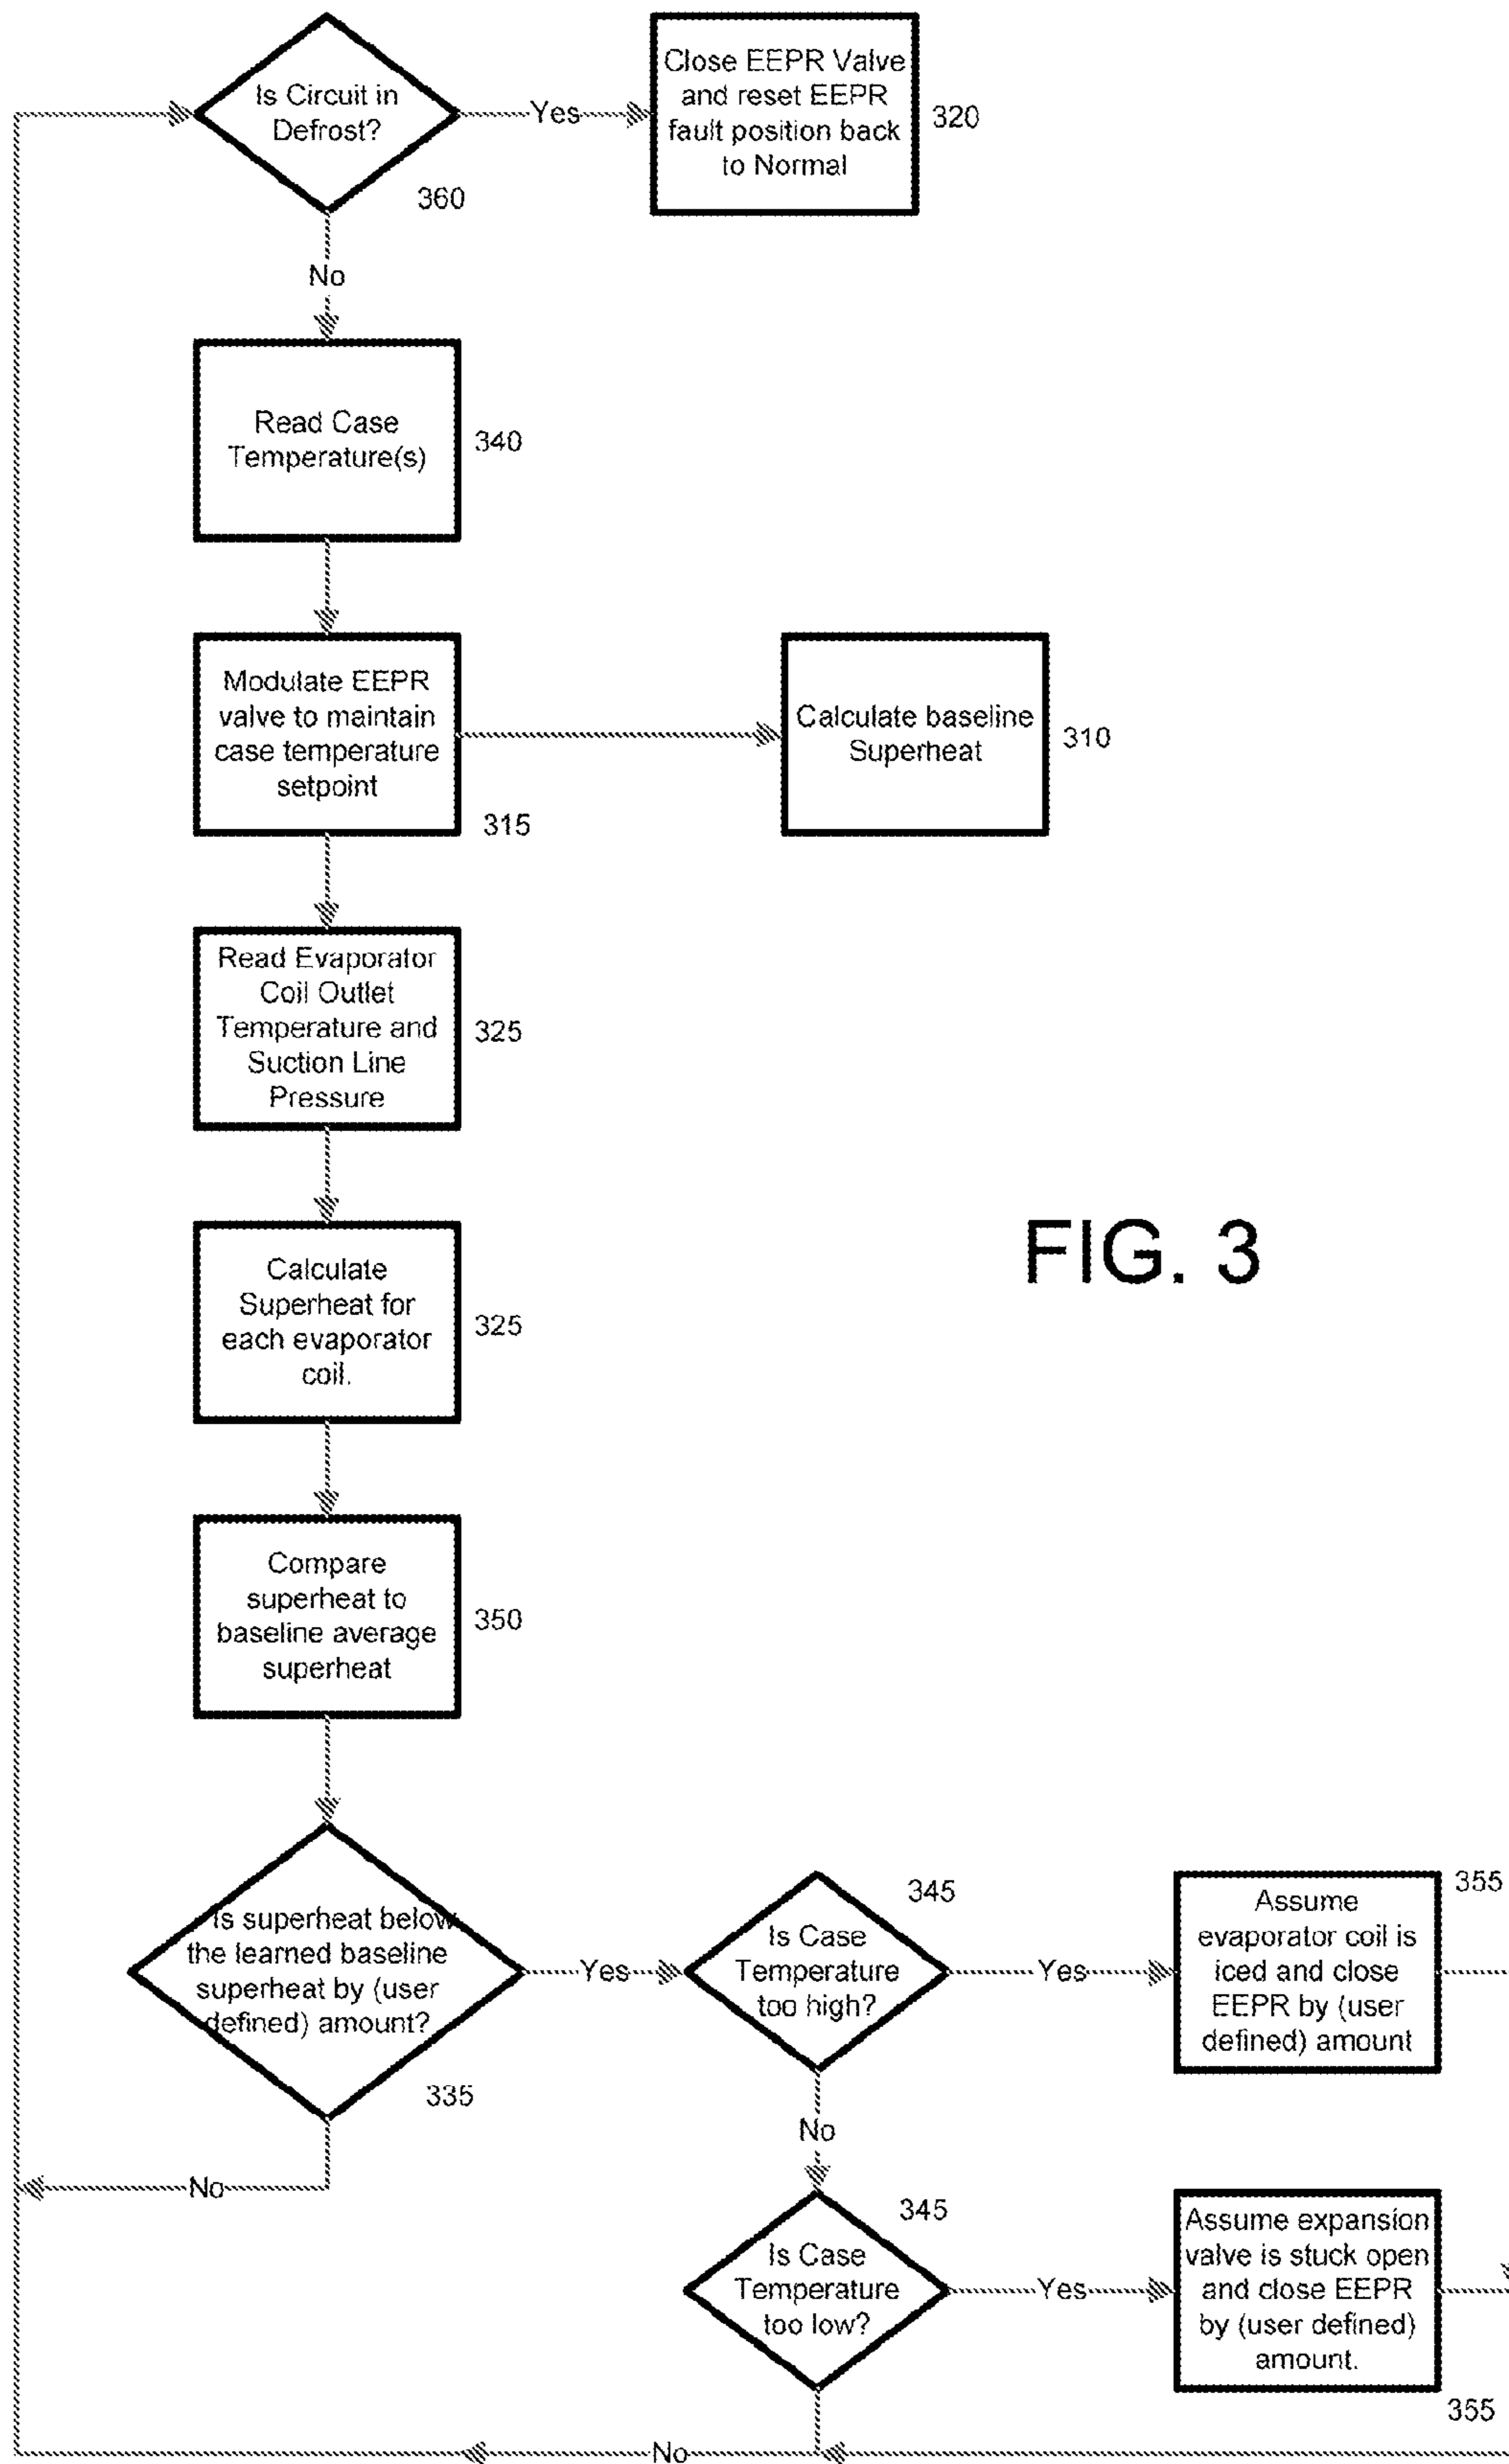 Is Circuit in
Defrost?
360
Yes
Close EEPR Valve
and reset EEPR
fault position back
to Normal
320
No
Read Case
Temperature(s)
340
Modulate EEPR
valve to maintain
case temperature
setpoint
315
Calculate baseline
Superheat
310
Read Evaporator
Coil Outlet
Temperature and
Suction Line
Pressure
325
Calculate
Superheat for
each evaporator
coil.
325
FIG. 3
Compare
superheat to
baseline average
superheat
350
Is superheat below
the learned baseline
superheat by (user
defined) amount?
335
No
Yes
Is Case
Temperature
too high?
345
Yes
Assume
evaporator coil is
iced and close
EEPR by (user
defined) amount
355
No
Is Case
Temperature
too low?
345
Yes
Assume expansion
valve is stuck open
and close EEPR
by (user defined)
amount.
355
No